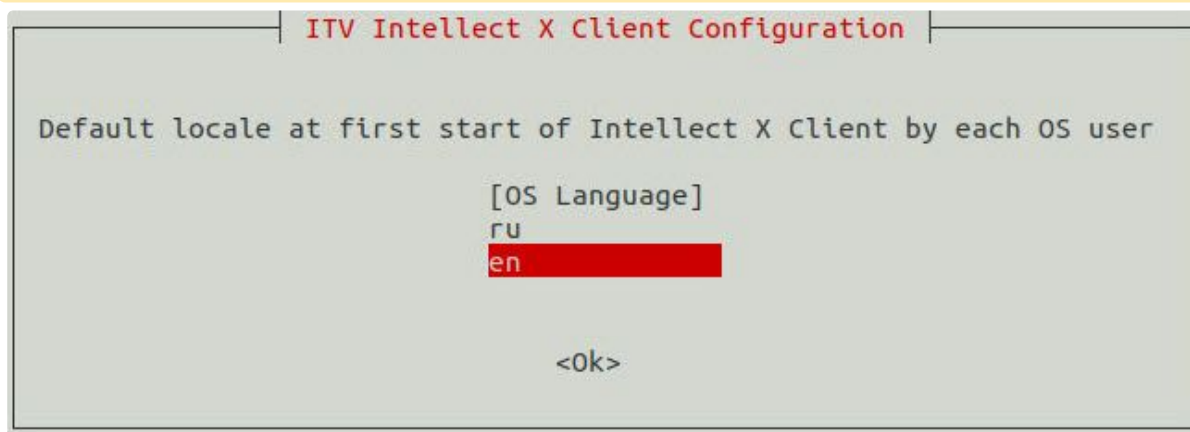 ITV Intellect X Client Configuration
Default locale at first start of Intellect X Client by each OS user
[OS Language]
ru
en
<Ok>